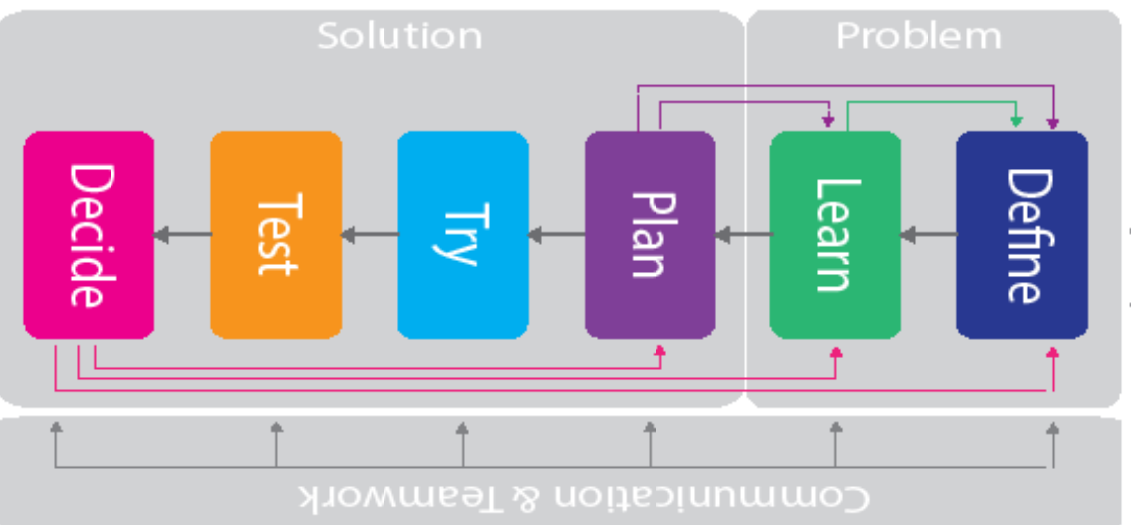 Solution
Problem
Decide
Test
Try
Plan
Learn
Define
Communication & Teamwork